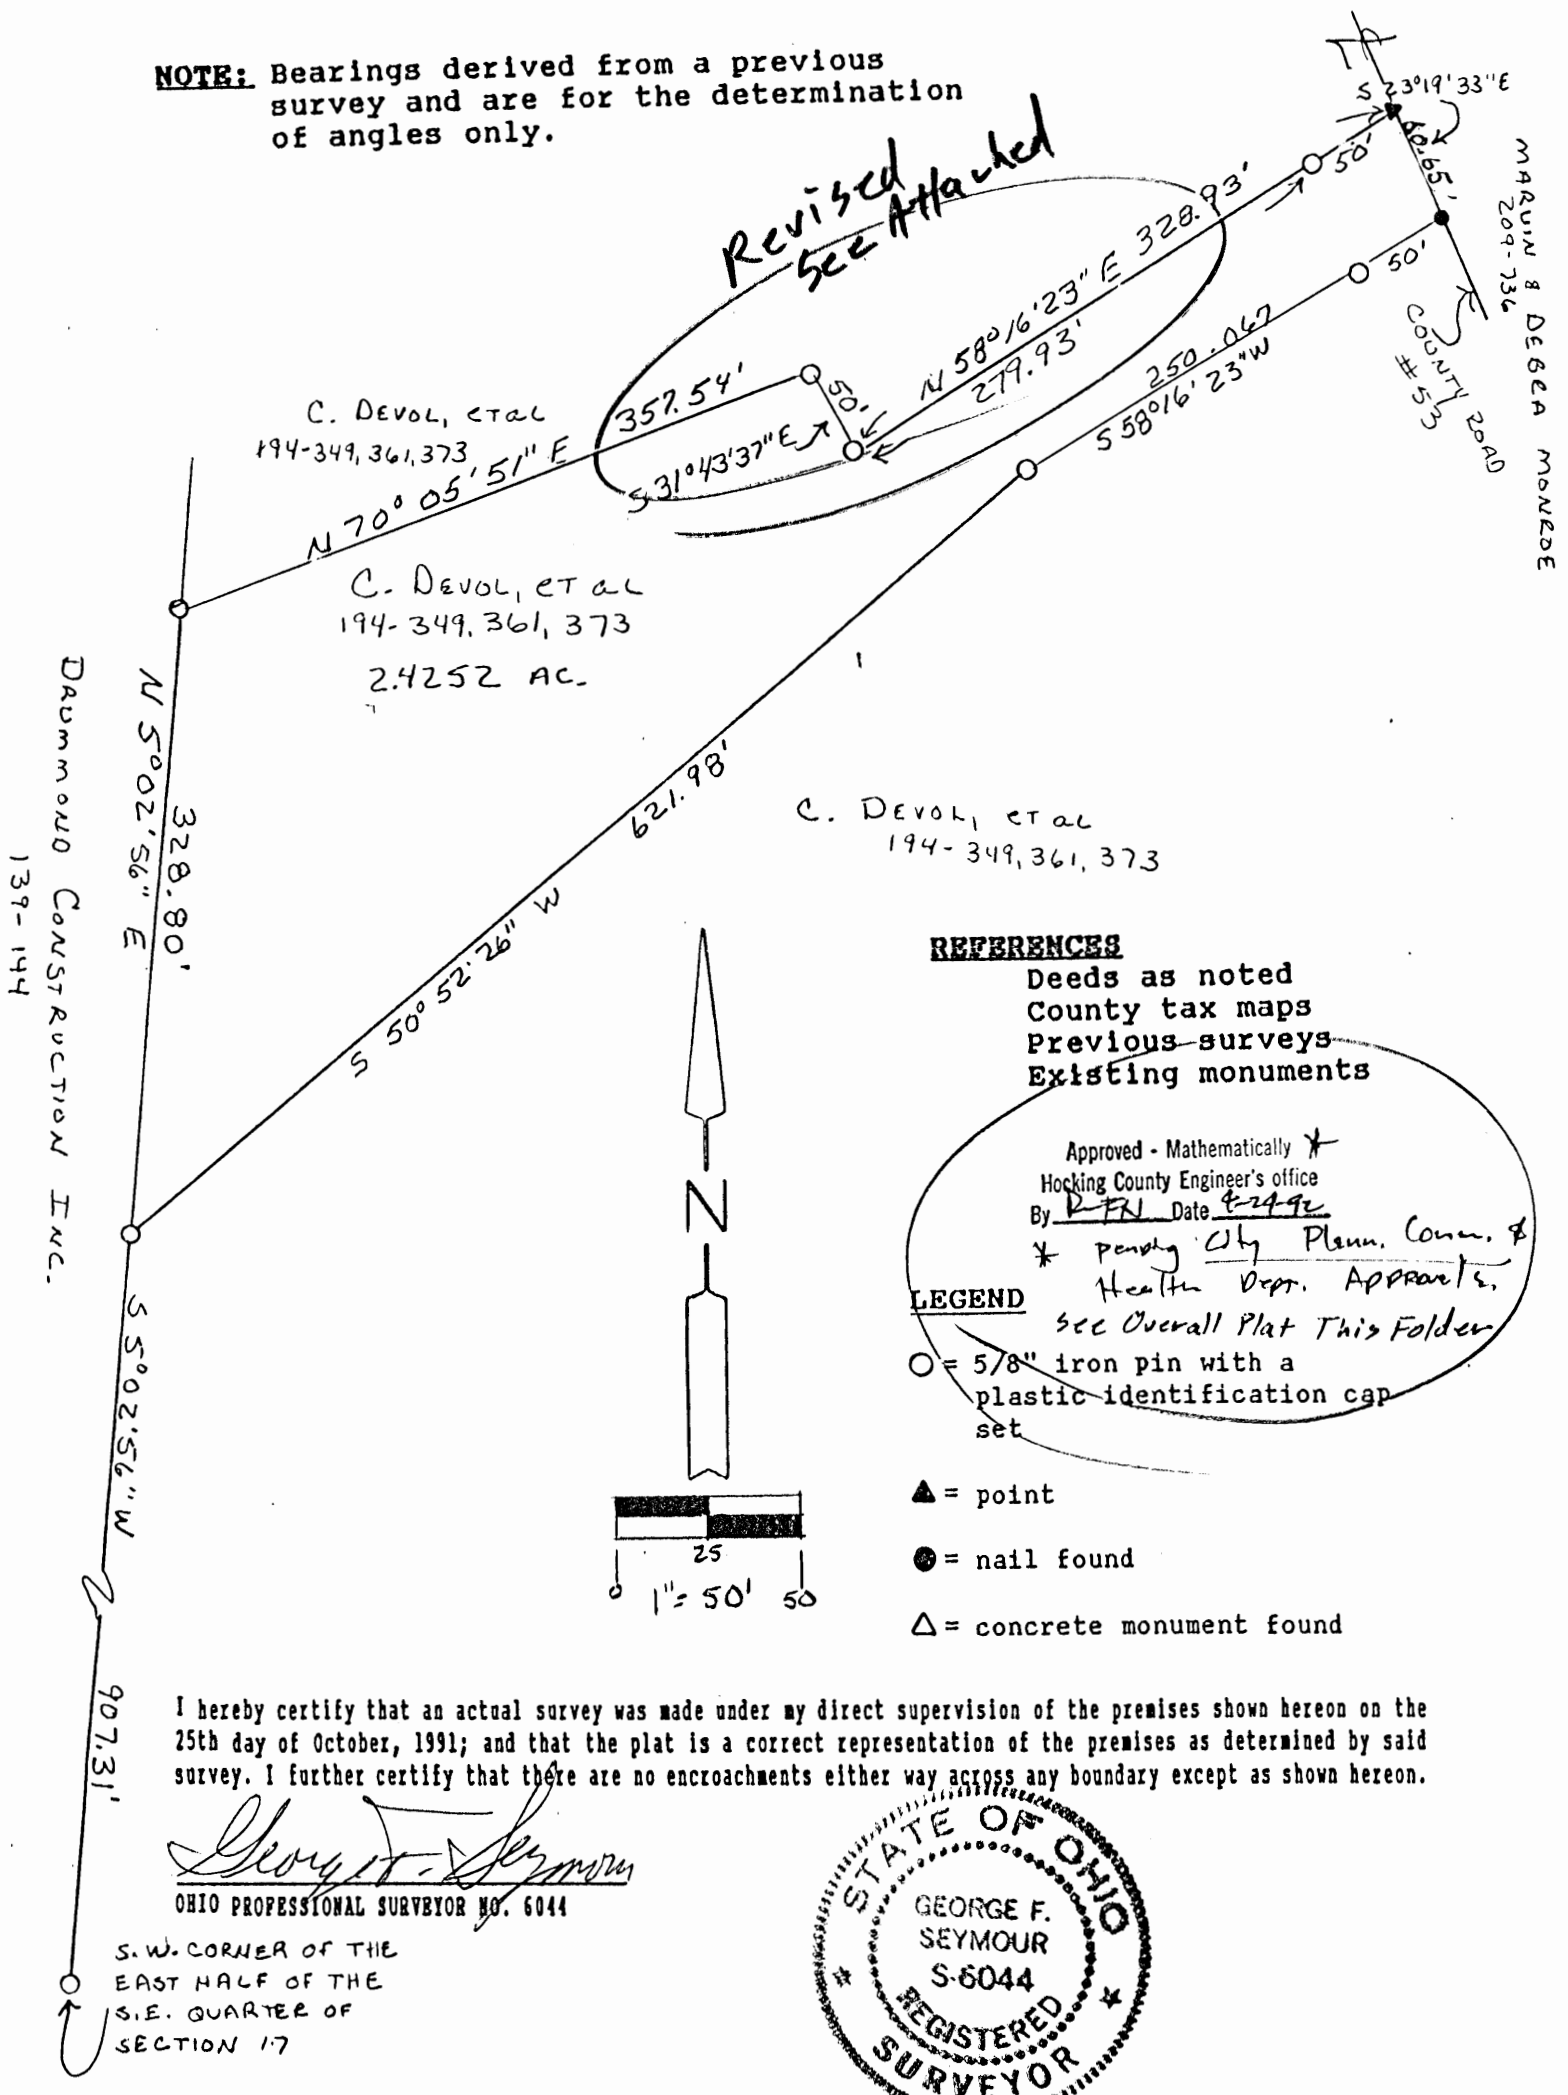 NOTE: Bearings derived from a previous
survey and are for the determination
of angles only.
Revised
See Attached
S 23°19'33"E
60.65'
50'
MARVIN & DEBRA MONROE
209-736
COUNTY ROAD
#53
50'
N 58°16'23" E 328.93'
279.93'
250.067
S 58°16'23"W
C. DEVOL, ET AL
194-349, 361, 373
N 70° 05' 51" E
357.54'
50'
S 31°43'37"E
C. DEVOL, ET AL
194-349, 361, 373
2.4252 AC.
N 5°02'56" E
328.80'
DRUMMOND CONSTRUCTION INC.
139-144
621.98'
S 50° 52' 26" W
C. DEVOL, ET AL
194-349, 361, 373
REFERENCES
Deeds as noted
County tax maps
Previous surveys
Existing monuments
Approved - Mathematically *
Hocking County Engineer's office
By Date 4-24-92
* pending City Plann. Comm. &
Health Dept. Approvals.
See Overall Plat This Folder
N
LEGEND
O = 5/8" iron pin with a
plastic identification cap
set
▲ = point
● = nail found
△ = concrete monument found
25
0 1"= 50' 50
S 5°02'56"W
907.31'
I hereby certify that an actual survey was made under my direct supervision of the premises shown hereon on the
25th day of October, 1991; and that the plat is a correct representation of the premises as determined by said
survey. I further certify that there are no encroachments either way across any boundary except as shown hereon.
George F. Seymour
OHIO PROFESSIONAL SURVEYOR NO. 6044
S.W. CORNER OF THE
EAST HALF OF THE
S.E. QUARTER OF
SECTION 17
STATE OF OHIO
GEORGE F.
SEYMOUR
S-6044
REGISTERED
SURVEYOR